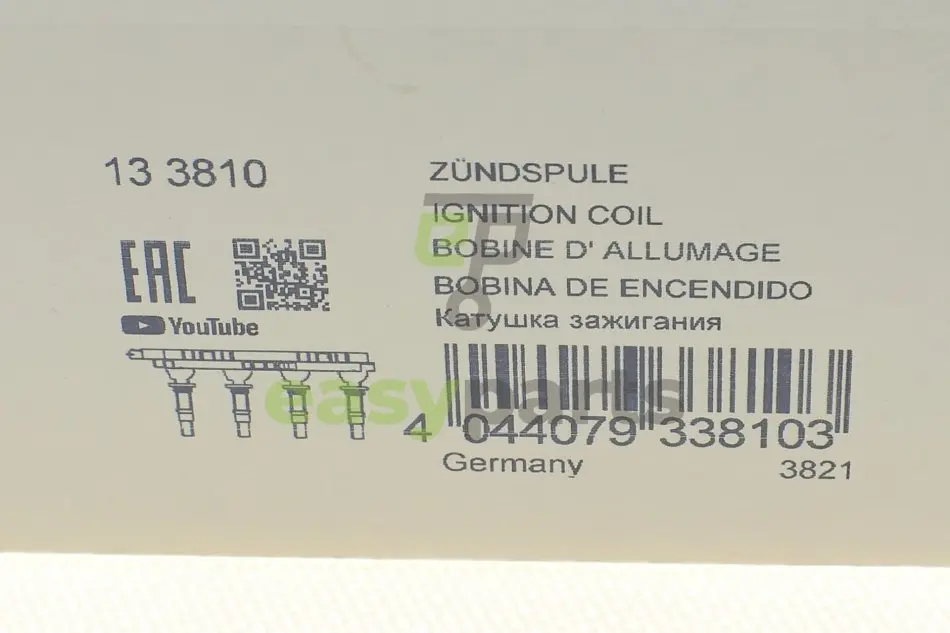 13 3810
ZÜNDSPULE
IGNITION COIL
BOBINE D' ALLUMAGE
BOBINA DE ENCENDIDO
Катушка зажигания
EAC
YouTube
4 044079 338103
Germany
3821
ep
easyparts